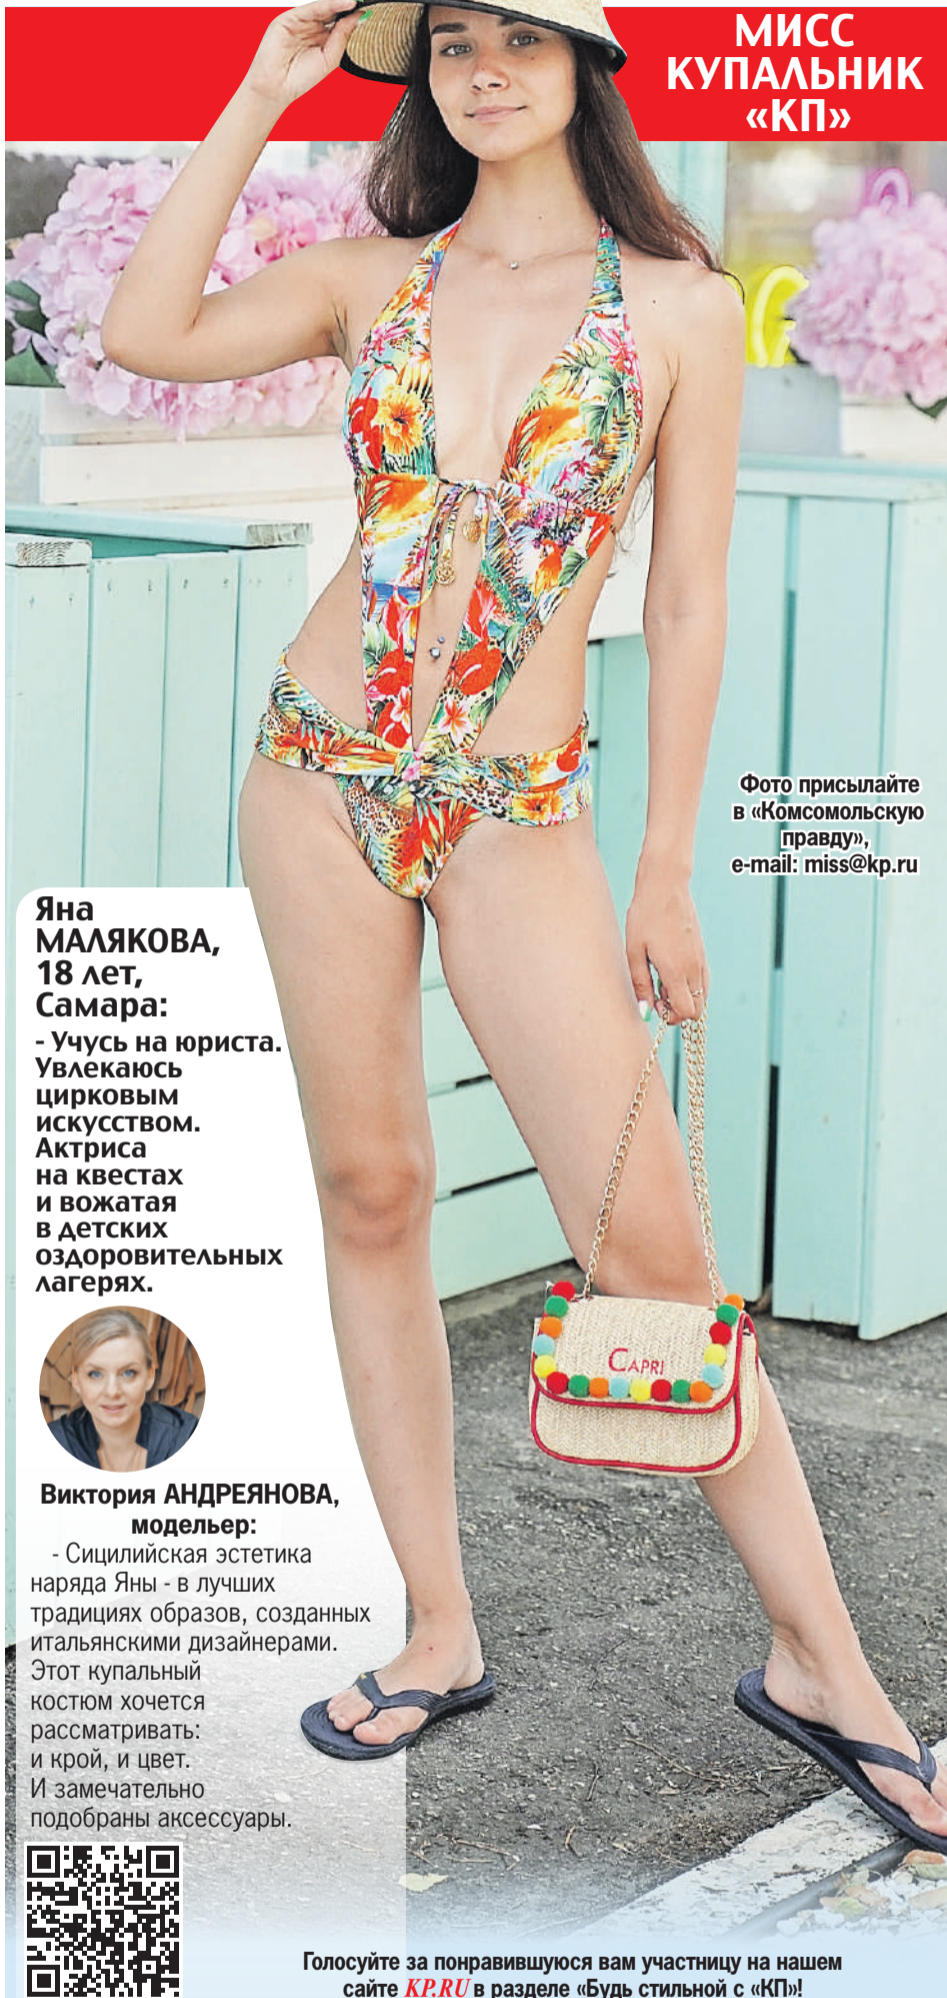 МИСС
КУПАЛЬНИК
«КП»
Фото присылайте
в «Комсомольскую
правду»,
e-mail: miss@kp.ru
Яна
МАЛЯКОВА,
18 лет,
Самара:
- Учусь на юриста.
Увлекаюсь
цирковым
искусством.
Актриса
на квестах
и вожатая
в детских
оздоровительных
лагерях.
CAPRI
Виктория АНДРЕЯНОВА,
модельер:
- Сицилийская эстетика
наряда Яны - в лучших
традициях образов, созданных
итальянскими дизайнерами.
Этот купальный
костюм хочется
рассматривать:
и крой, и цвет.
И замечательно
подобраны аксессуары.
Голосуйте за понравившуюся вам участницу на нашем
сайте KP.RU в разделе «Будь стильной с «КП»!